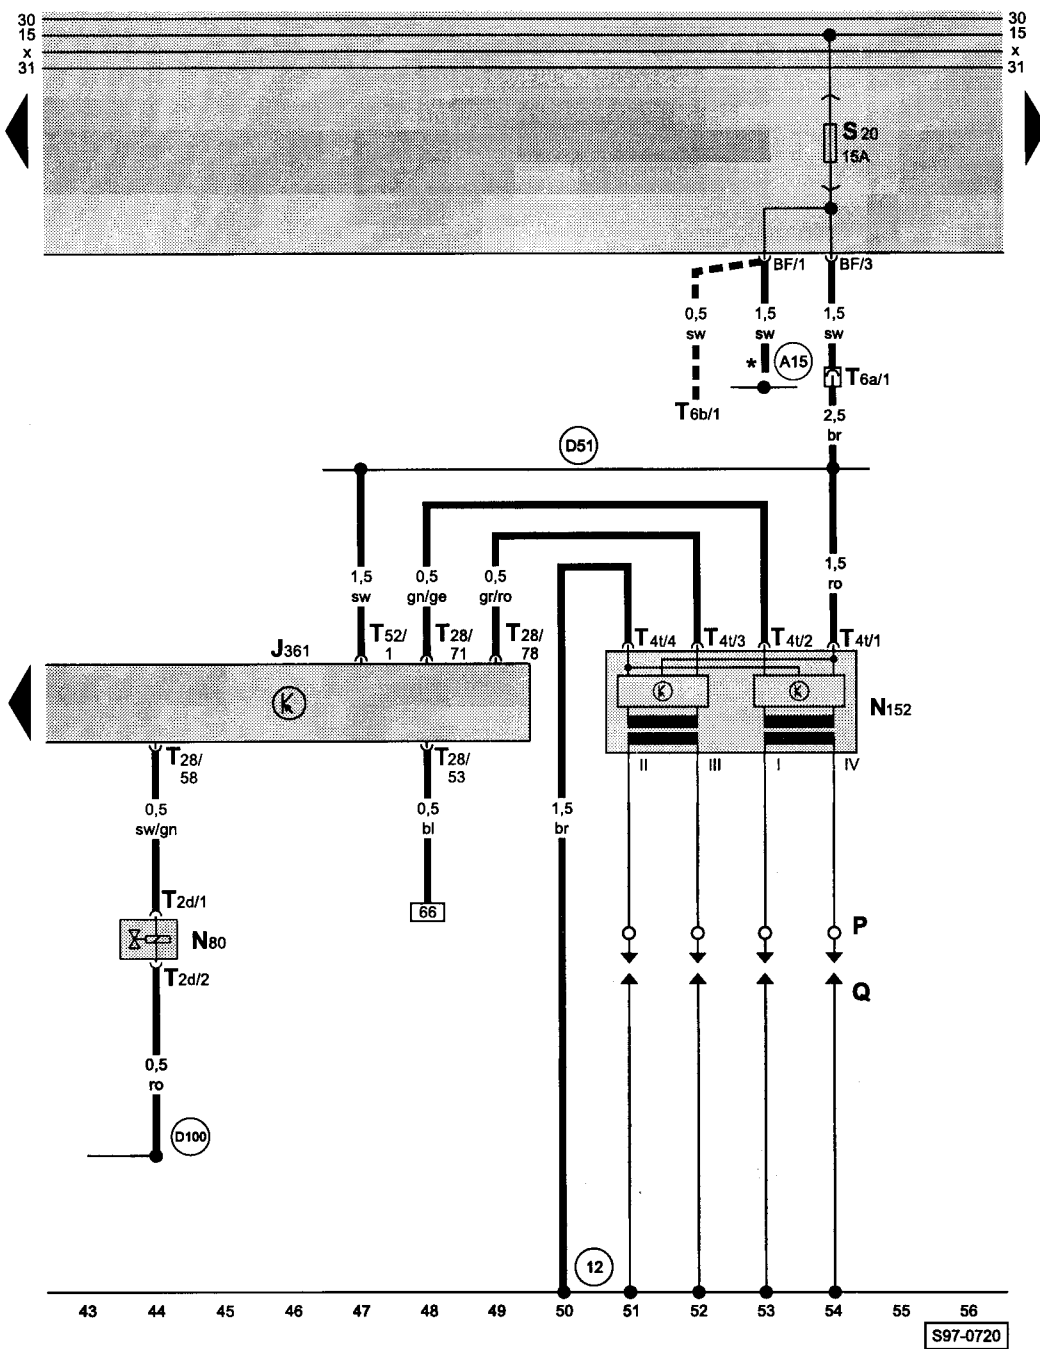 30 30
15 15
x x
31 31
S20
15A
BF/1 BF/3
0,5 1,5 1,5
sw sw sw
* A15 T6a/1
T6b/1 2,5
br
D51
1,5 0,5 0,5 1,5
sw gn/ge gr/ro ro
T52/ T28/ T28/ T4t/4 T4t/3 T4t/2 T4t/1
1 71 78
J361
N152
T28/ T28/ II III I IV
58 53
0,5 0,5 1,5
sw/gn bl br
T2d/1
66
P
N80
T2d/2
Q
0,5
ro
D100
12
43 44 45 46 47 48 49 50 51 52 53 54 55 56
S97-0720